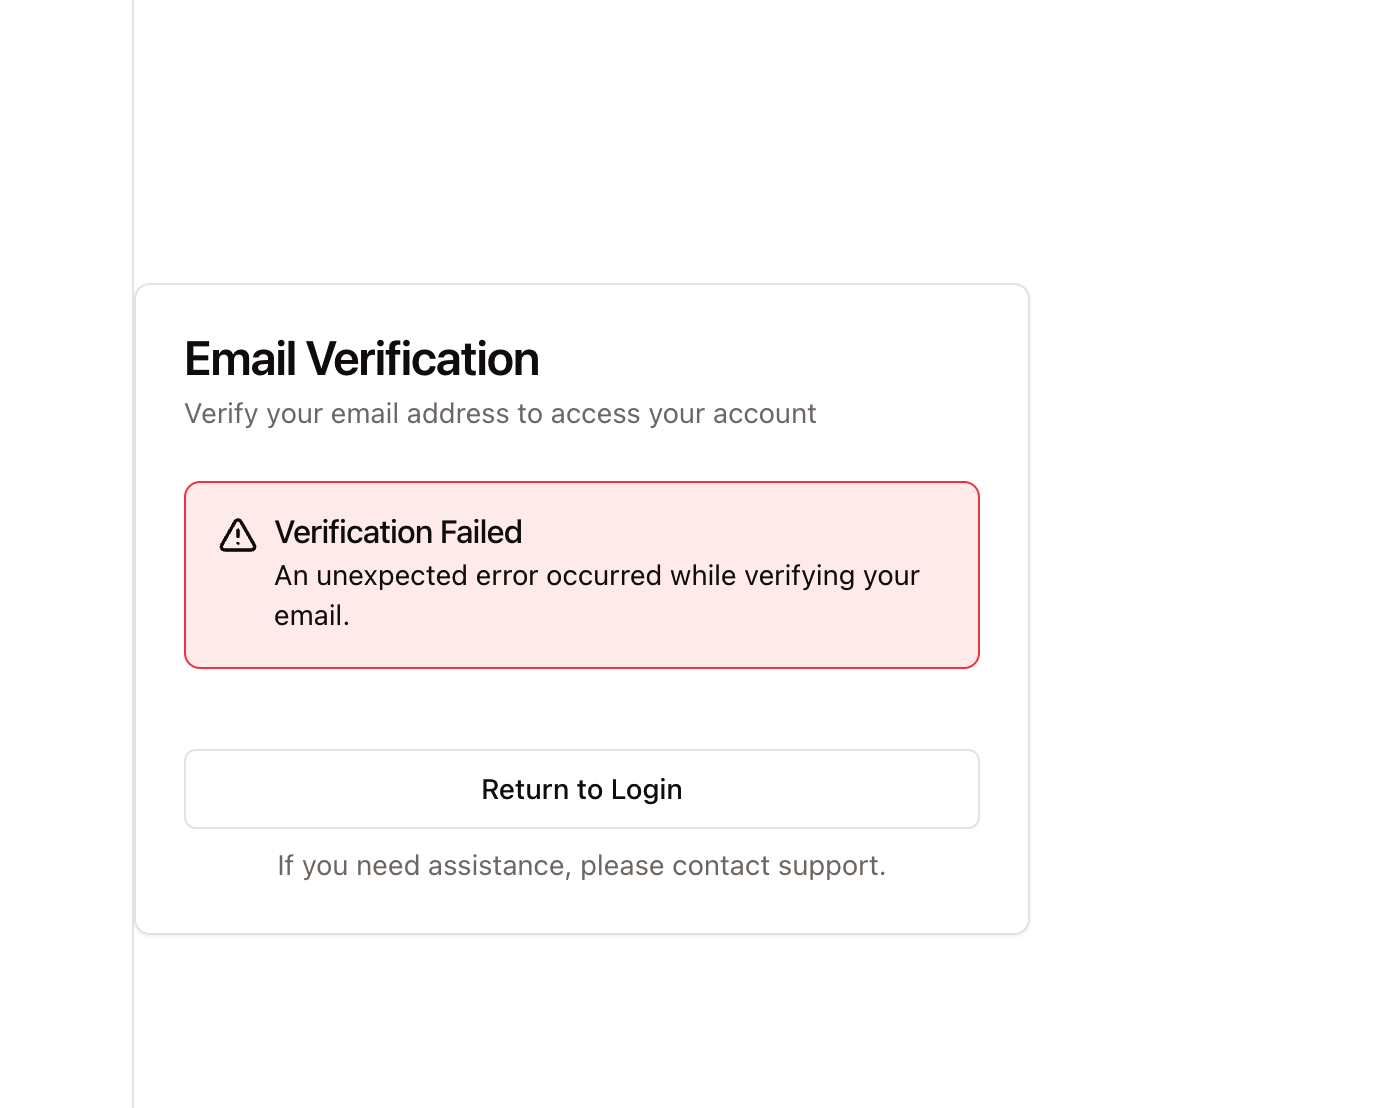 Email Verification
Verify your email address to access your account
Verification Failed
An unexpected error occurred while verifying your
email.
Return to Login
If you need assistance, please contact support.